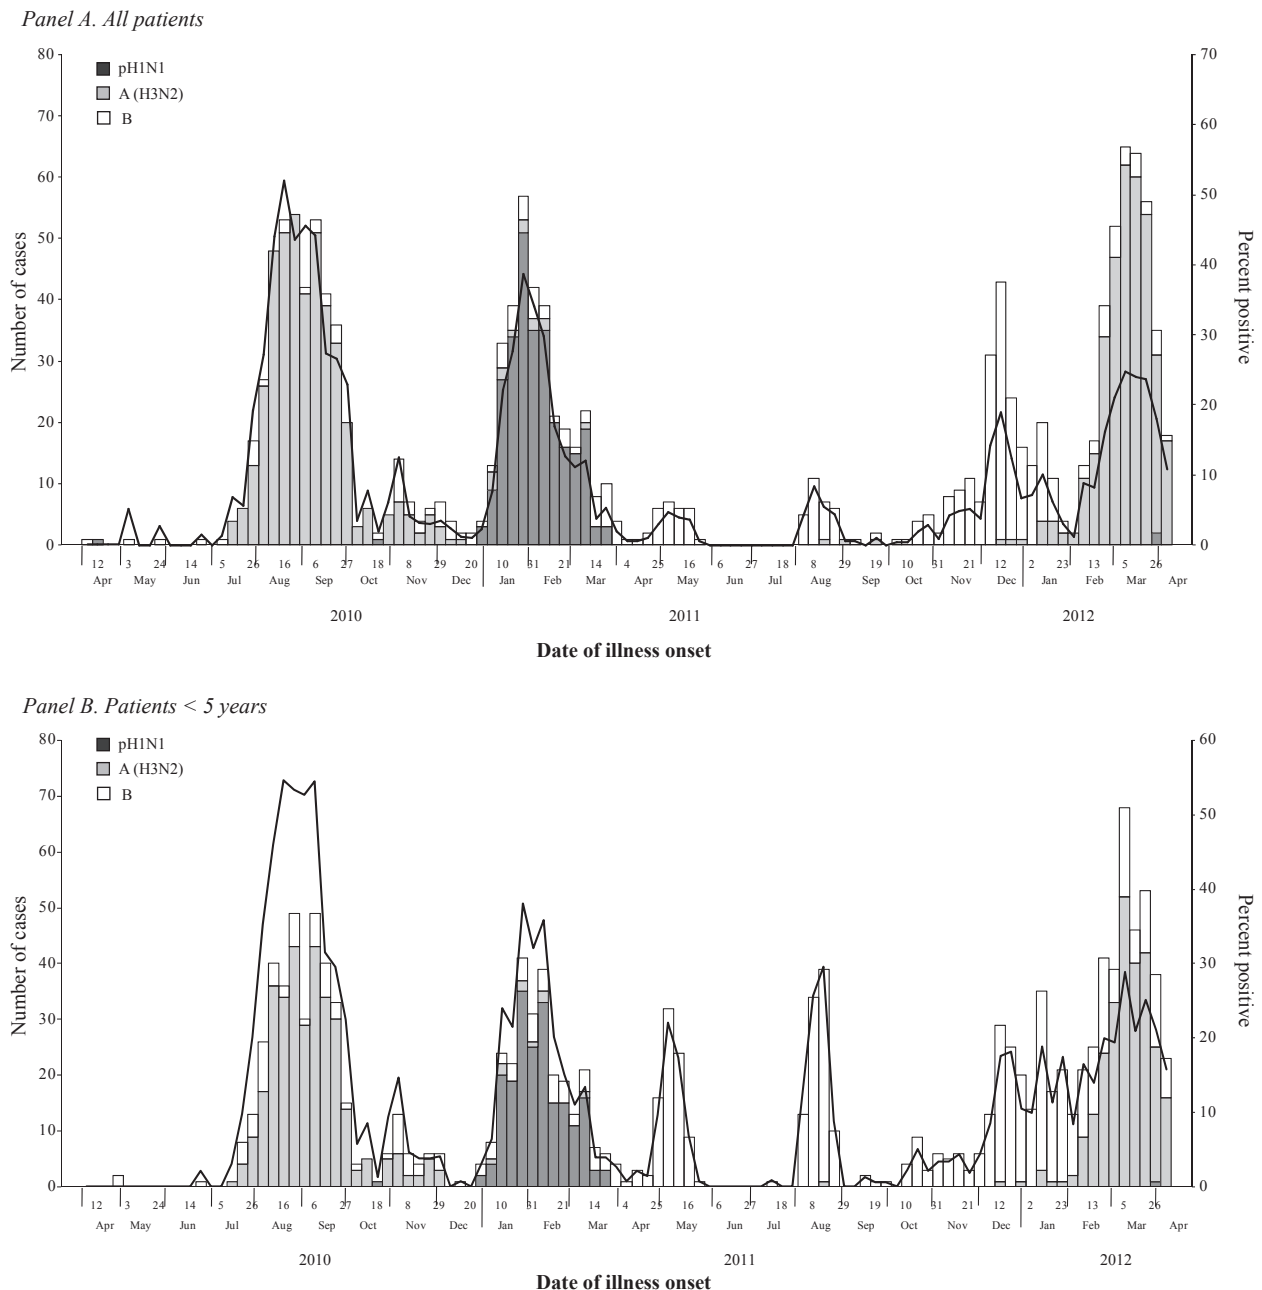 Panel A. All patients
80
70
60
50
40
30
20
10
0
Number of cases
pH1N1
A (H3N2)
B
70
60
50
40
30
20
10
0
Percent positive
12 3 24 14 5 26 16 6 27 18 8 29 20 10 31 21 14 4 25 16 6 27 18 8 29 19 10 31 21 12 2 23 13 5 26
Apr May Jun Jul Aug Sep Oct Nov Dec Jan Feb Mar Apr May Jun Jul Aug Sep Oct Nov Dec Jan Feb Mar Apr
2010 2011 2012
Date of illness onset
Panel B. Patients < 5 years
80
70
60
50
40
30
20
10
0
Number of cases
pH1N1
A (H3N2)
B
60
50
40
30
20
10
0
Percent positive
12 3 24 14 5 26 16 6 27 18 8 29 20 10 31 21 14 4 25 16 6 27 18 8 29 19 10 31 21 12 2 23 13 5 26
Apr May Jun Jul Aug Sep Oct Nov Dec Jan Feb Mar Apr May Jun Jul Aug Sep Oct Nov Dec Jan Feb Mar Apr
2010 2011 2012
Date of illness onset